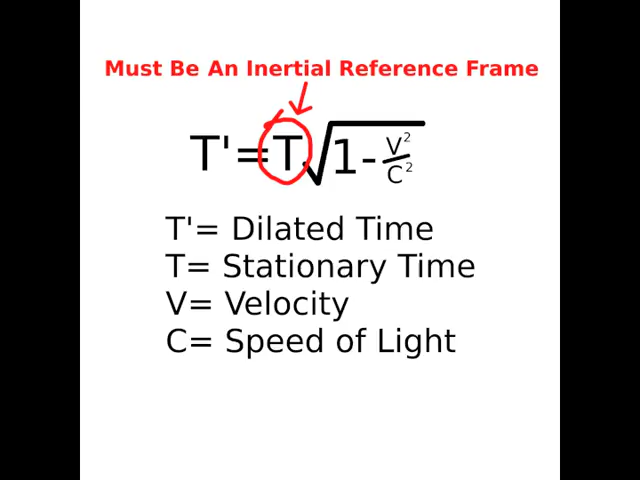 Must Be An Inertial Reference Frame
T'=T√1-V²/C²
T'= Dilated Time
T= Stationary Time
V= Velocity
C= Speed of Light